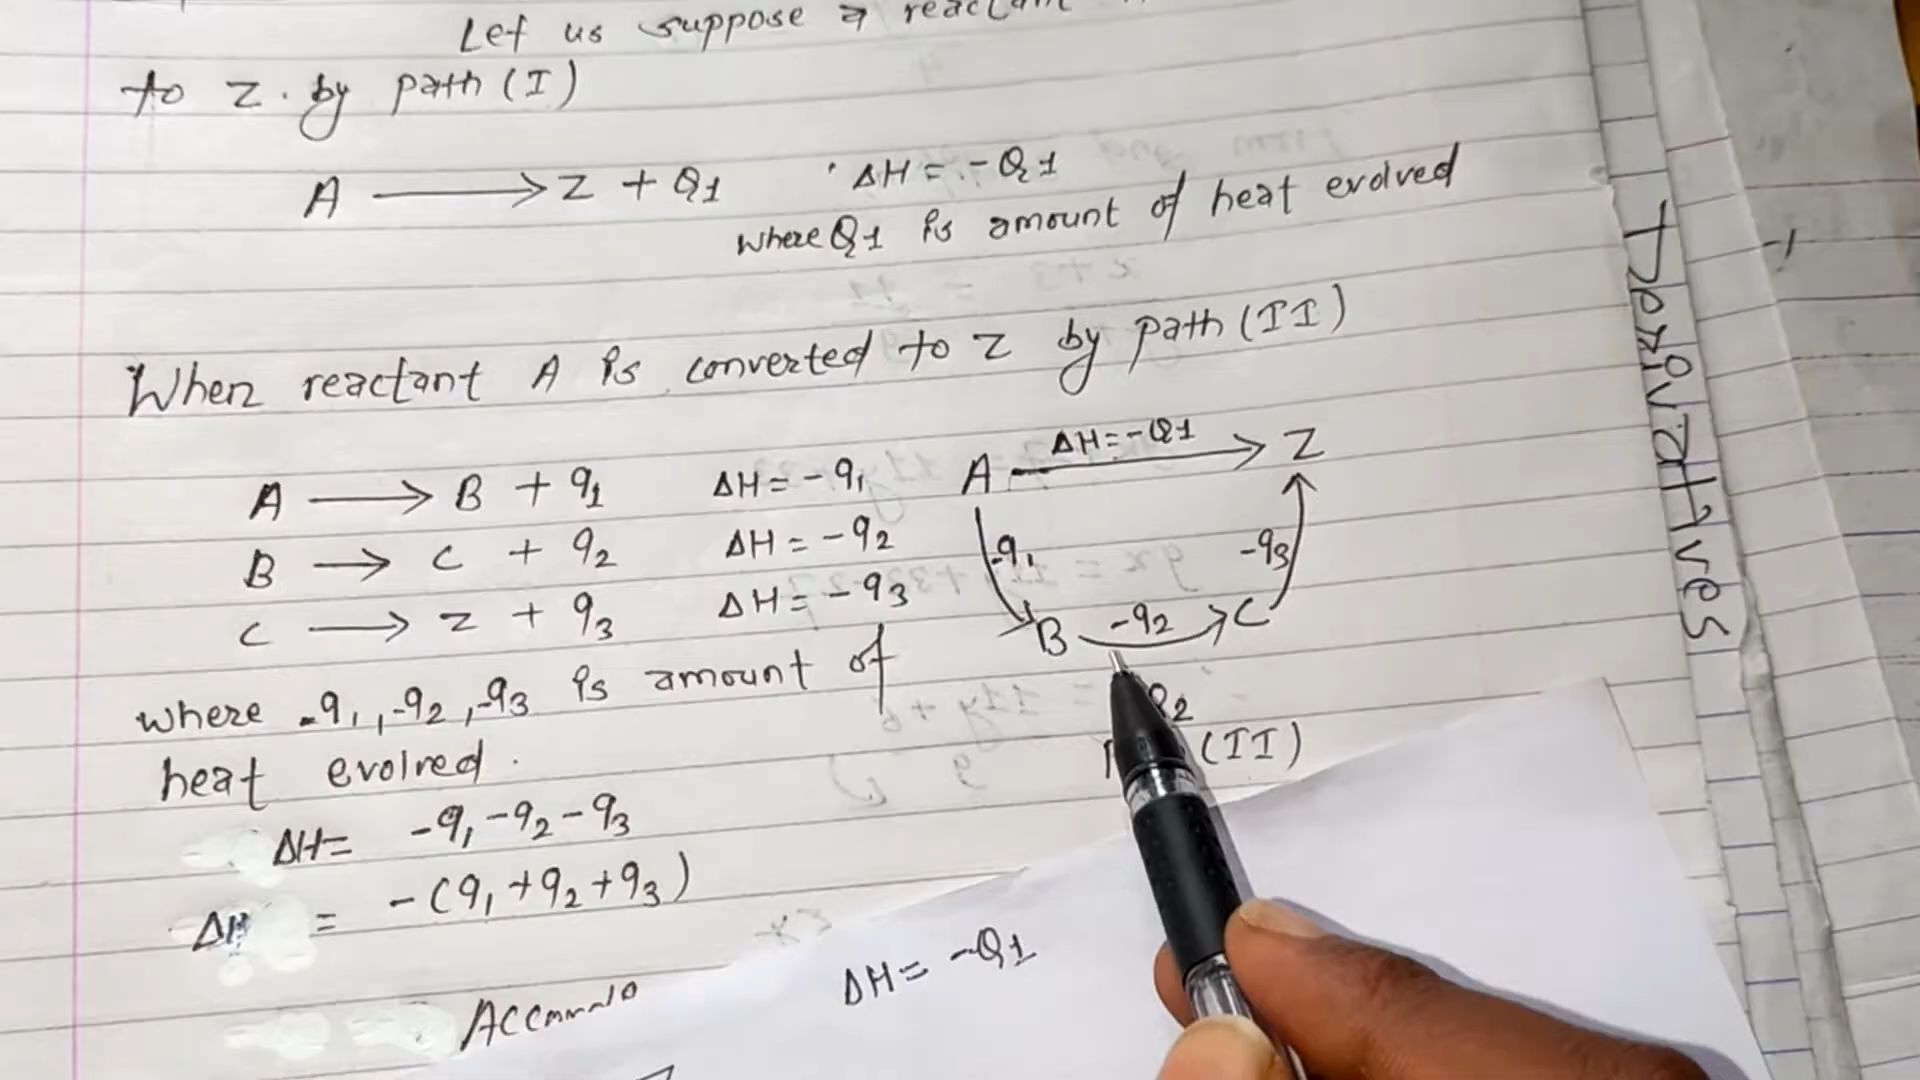 Let us suppose a reactant
to Z. by path (I)
A ⟶ Z + Q1 ΔH = -Q1
where Q1 is amount of heat evolved
When reactant A is converted to Z by path (II)
A ⟶ B + q1 ΔH = -q1
B ⟶ C + q2 ΔH = -q2
C ⟶ Z + q3 ΔH = -q3
A ΔH=-Q1 Z
-q1 -q3
B -q2 C
(II)
where -q1, -q2, -q3 is amount of
heat evolved.
ΔH= -q1 -q2 -q3
ΔH = -(q1 + q2 + q3)
ΔH = -Q1
Derivatives